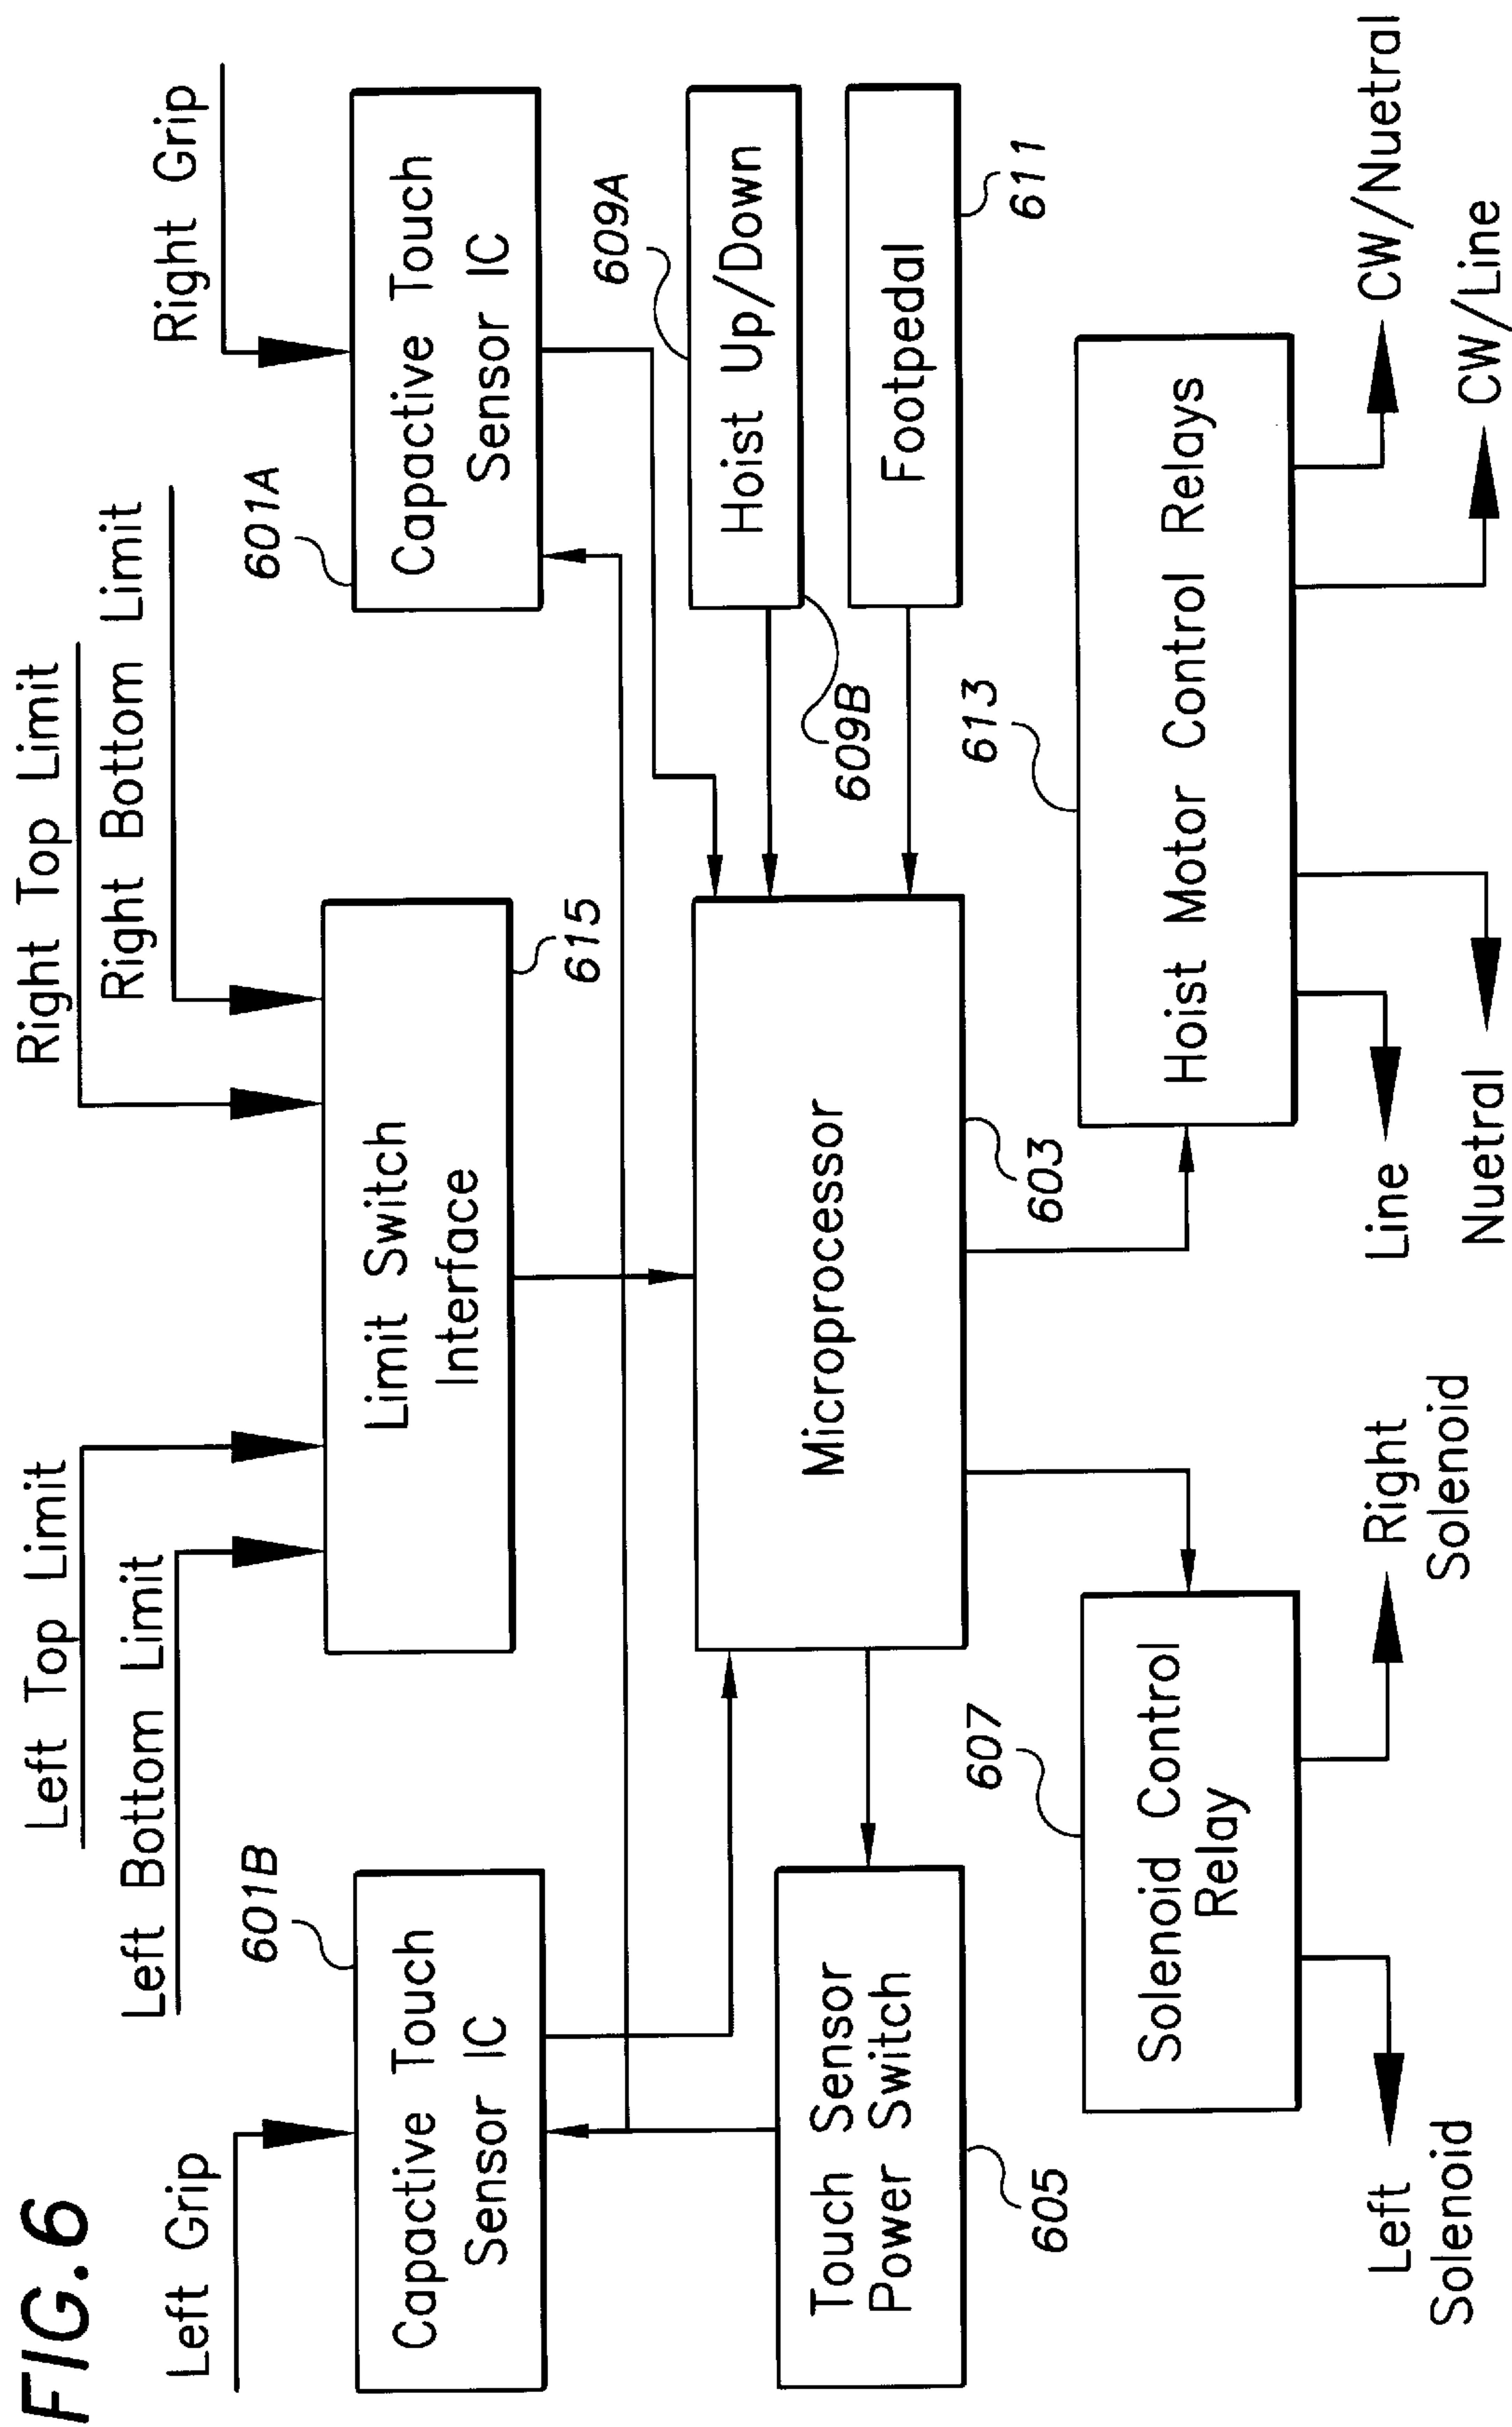 FIG. 6
Left Top Limit
Right Top Limit
Left Bottom Limit
Right Bottom Limit
Left Grip
Right Grip
601B
601A
Capactive Touch
Sensor IC
Limit Switch
Interface
Capactive Touch
Sensor IC
615
609A
Touch Sensor
Power Switch
Microprocessor
Hoist Up/Down
609B
Footpedal
605
607
603
613
611
Solenoid Control
Relay
Hoist Motor Control Relays
Left
Solenoid
Right
Solenoid
Line
Nuetral
CW/Nuetral
CW/Line